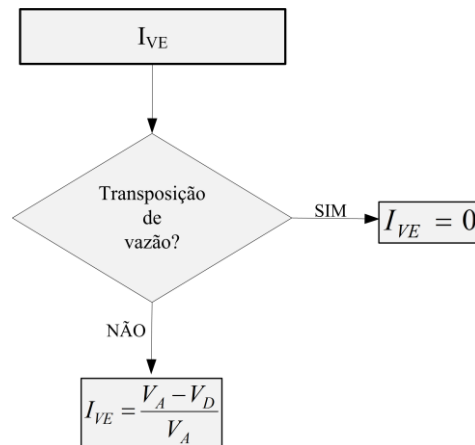 I_VE
Transposição
de
vazão?
SIM
I_VE = 0
NÃO
I_VE = (V_A − V_D) / V_A